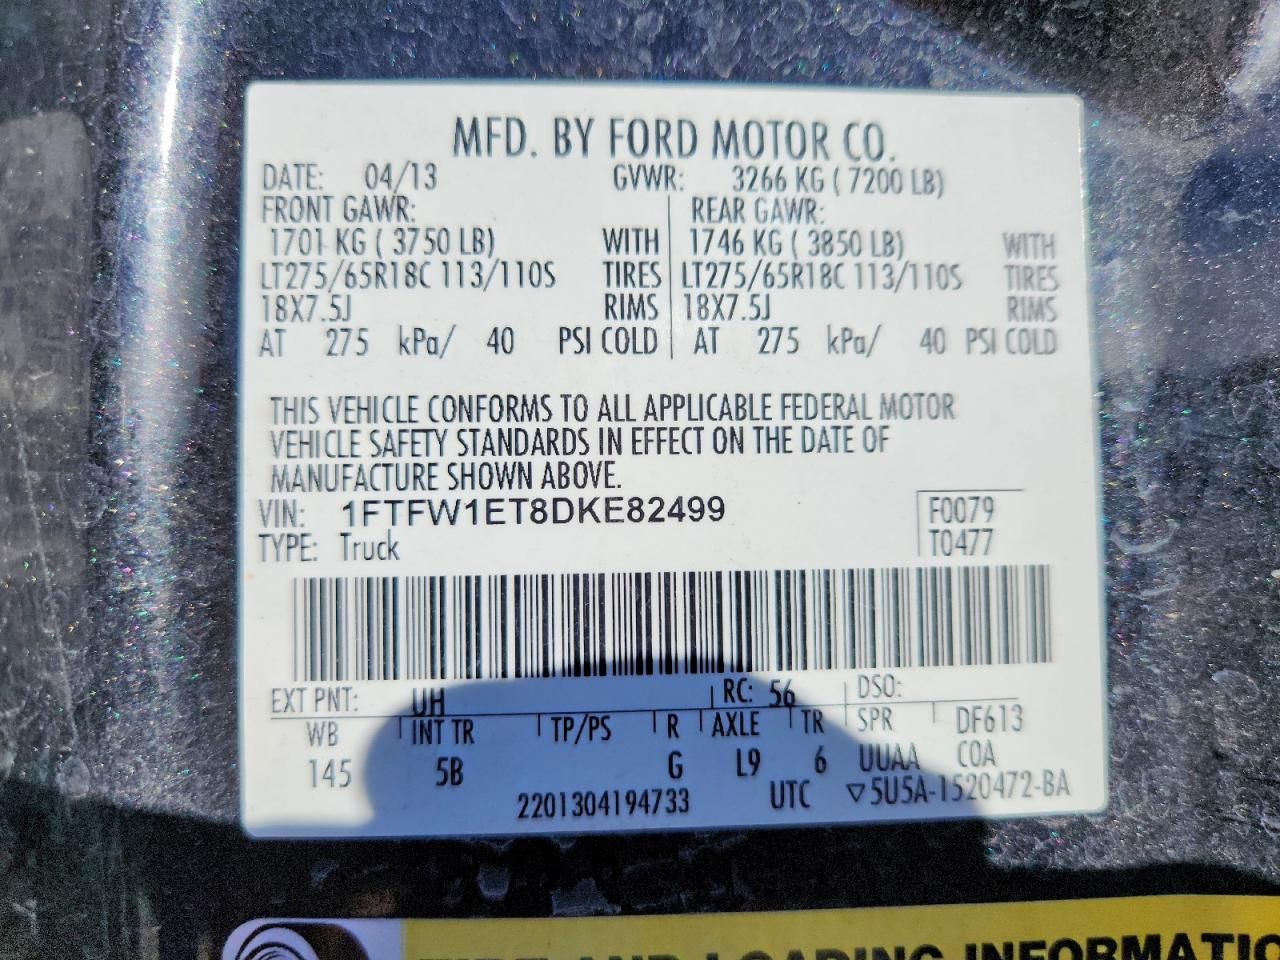 MFD. BY FORD MOTOR CO.
DATE: 04/13 GVWR: 3266 KG ( 7200 LB)
FRONT GAWR: REAR GAWR:
1701 KG ( 3750 LB) WITH 1746 KG ( 3850 LB) WITH
LT275/65R18C 113/110S TIRES LT275/65R18C 113/110S TIRES
18X7.5J RIMS 18X7.5J RIMS
AT 275 kPa/ 40 PSI COLD AT 275 kPa/ 40 PSI COLD
THIS VEHICLE CONFORMS TO ALL APPLICABLE FEDERAL MOTOR
VEHICLE SAFETY STANDARDS IN EFFECT ON THE DATE OF
MANUFACTURE SHOWN ABOVE.
VIN: 1FTFW1ET8DKE82499 F0079
TYPE: Truck T0477
EXT PNT: UH RC: 56 DSO:
WB INT TR TP/PS R AXLE TR SPR DF613
145 5B G L9 6 UUAA COA
2201304194733 UTC ▽5U5A-1520472-BA
TIRE AND LOADING INFORMATIO